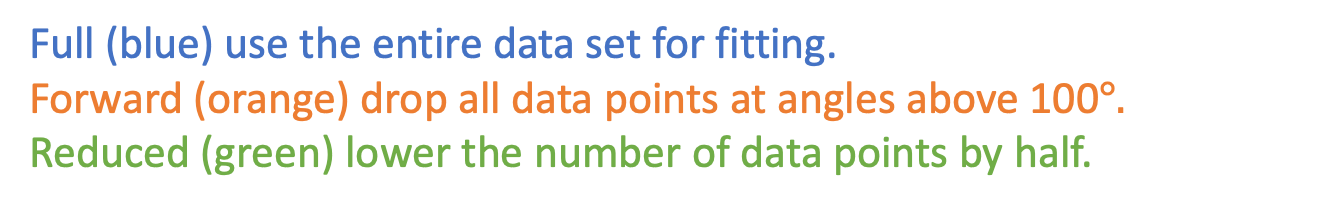 Full (blue) use the entire data set for fitting.
Forward (orange) drop all data points at angles above 100°.
Reduced (green) lower the number of data points by half.